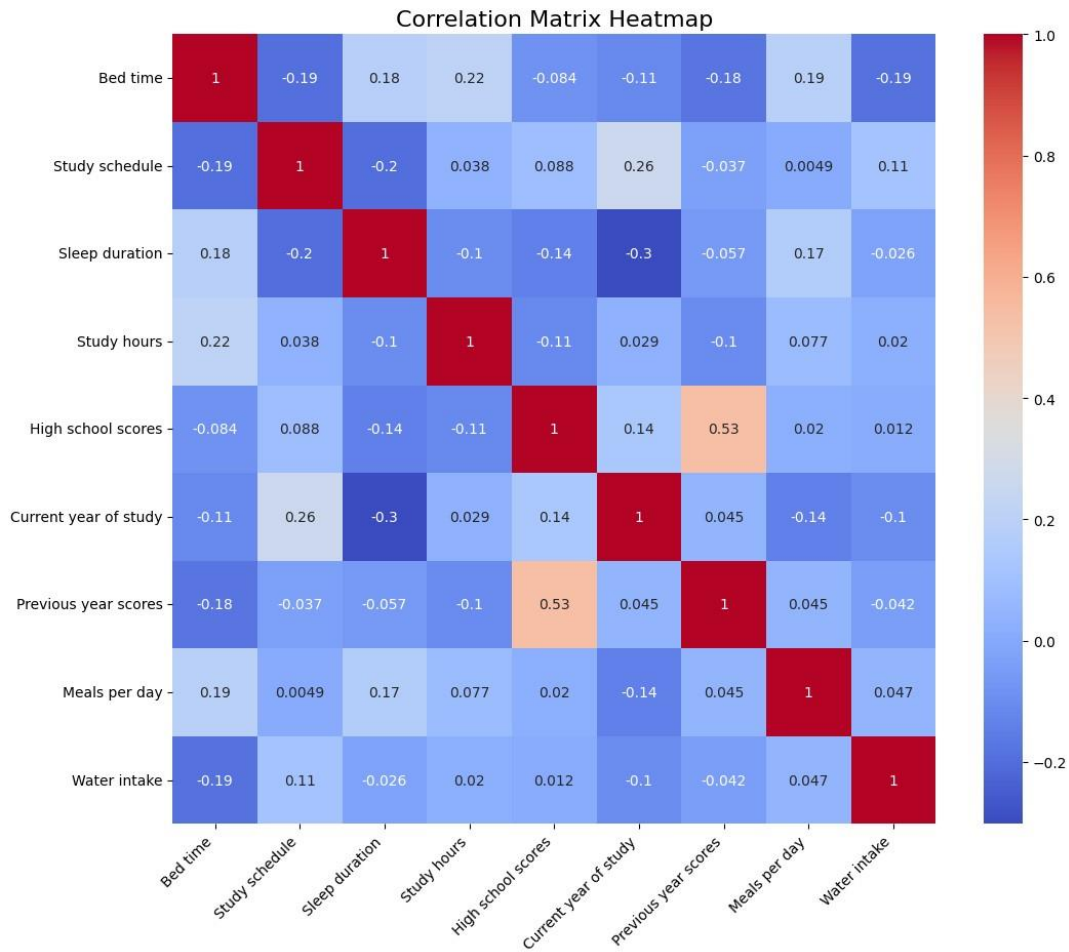 Correlation Matrix Heatmap
Bed time 1 -0.19 0.18 0.22 -0.084 -0.11 -0.18 0.19 -0.19
Study schedule -0.19 1 -0.2 0.038 0.088 0.26 -0.037 0.0049 0.11
Sleep duration 0.18 -0.2 1 -0.1 -0.14 -0.3 -0.057 0.17 -0.026
Study hours 0.22 0.038 -0.1 1 -0.11 0.029 -0.1 0.077 0.02
High school scores -0.084 0.088 -0.14 -0.11 1 0.14 0.53 0.02 0.012
Current year of study -0.11 0.26 -0.3 0.029 0.14 1 0.045 -0.14 -0.1
Previous year scores -0.18 -0.037 -0.057 -0.1 0.53 0.045 1 0.045 -0.042
Meals per day 0.19 0.0049 0.17 0.077 0.02 -0.14 0.045 1 0.047
Water intake -0.19 0.11 -0.026 0.02 0.012 -0.1 -0.042 0.047 1
Bed time
Study schedule
Sleep duration
Study hours
High school scores
Current year of study
Previous year scores
Meals per day
Water intake
1.0
0.8
0.6
0.4
0.2
0.0
−0.2